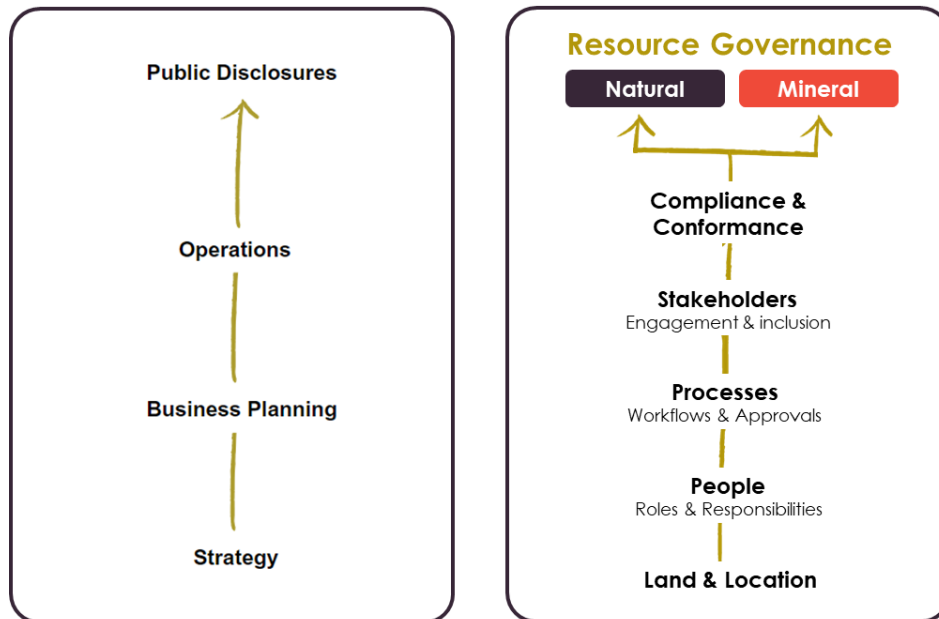 Public Disclosures
Operations
Business Planning
Strategy
Resource Governance
Natural
Mineral
Compliance &
Conformance
Stakeholders
Engagement & inclusion
Processes
Workflows & Approvals
People
Roles & Responsibilities
Land & Location